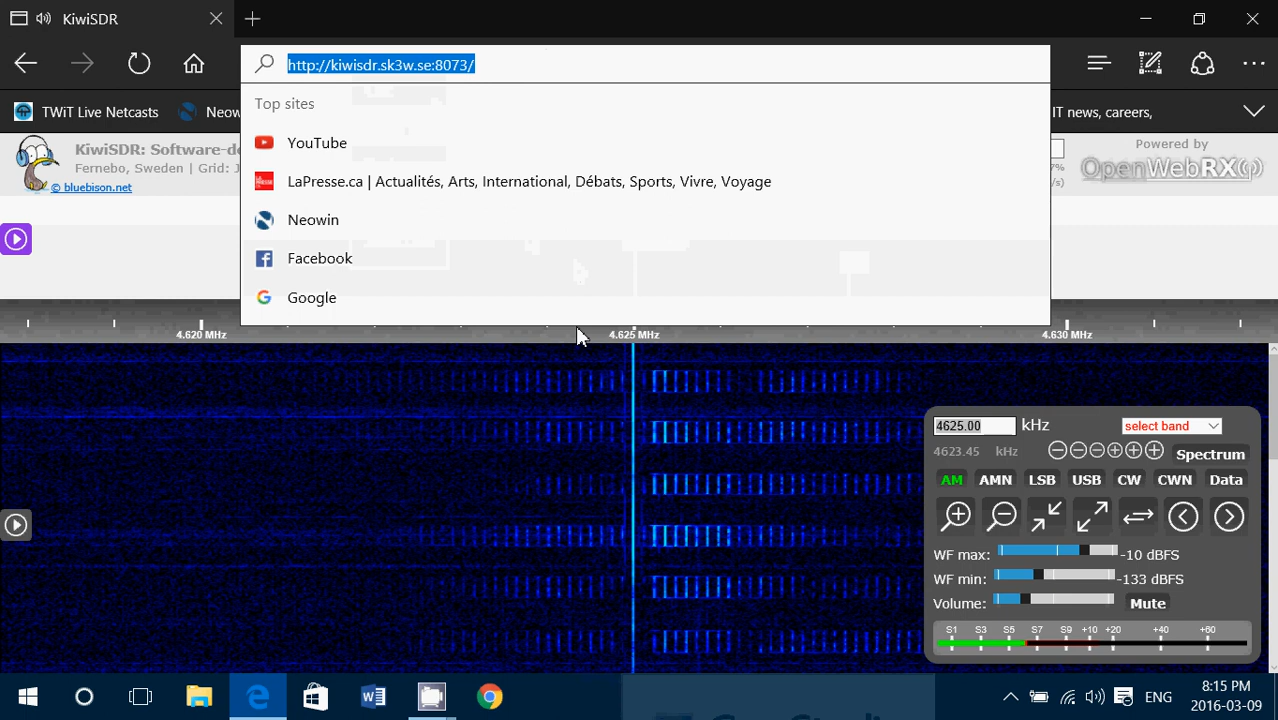 KiwiSDR
http://kiwisdr.sk3w.se:8073/
TWiT Live Netcasts
Neow
IT news, careers,
Top sites
YouTube
LaPresse.ca | Actualités, Arts, International, Débats, Sports, Vivre, Voyage
Neowin
Facebook
Google
KiwiSDR: Software-de
Fernebo, Sweden | Grid: J
© bluebison.net
7%
/s)
Powered by
OpenWebRX
4.620 MHz
4.625 MHz
4.630 MHz
4625.00 kHz
select band
4623.45 kHz
Spectrum
AM AMN LSB USB CW CWN Data
WF max: -10 dBFS
WF min: -133 dBFS
Volume: Mute
S1 S3 S5 S7 S9 +10 +20 +40 +60
ENG
8:15 PM
2016-03-09